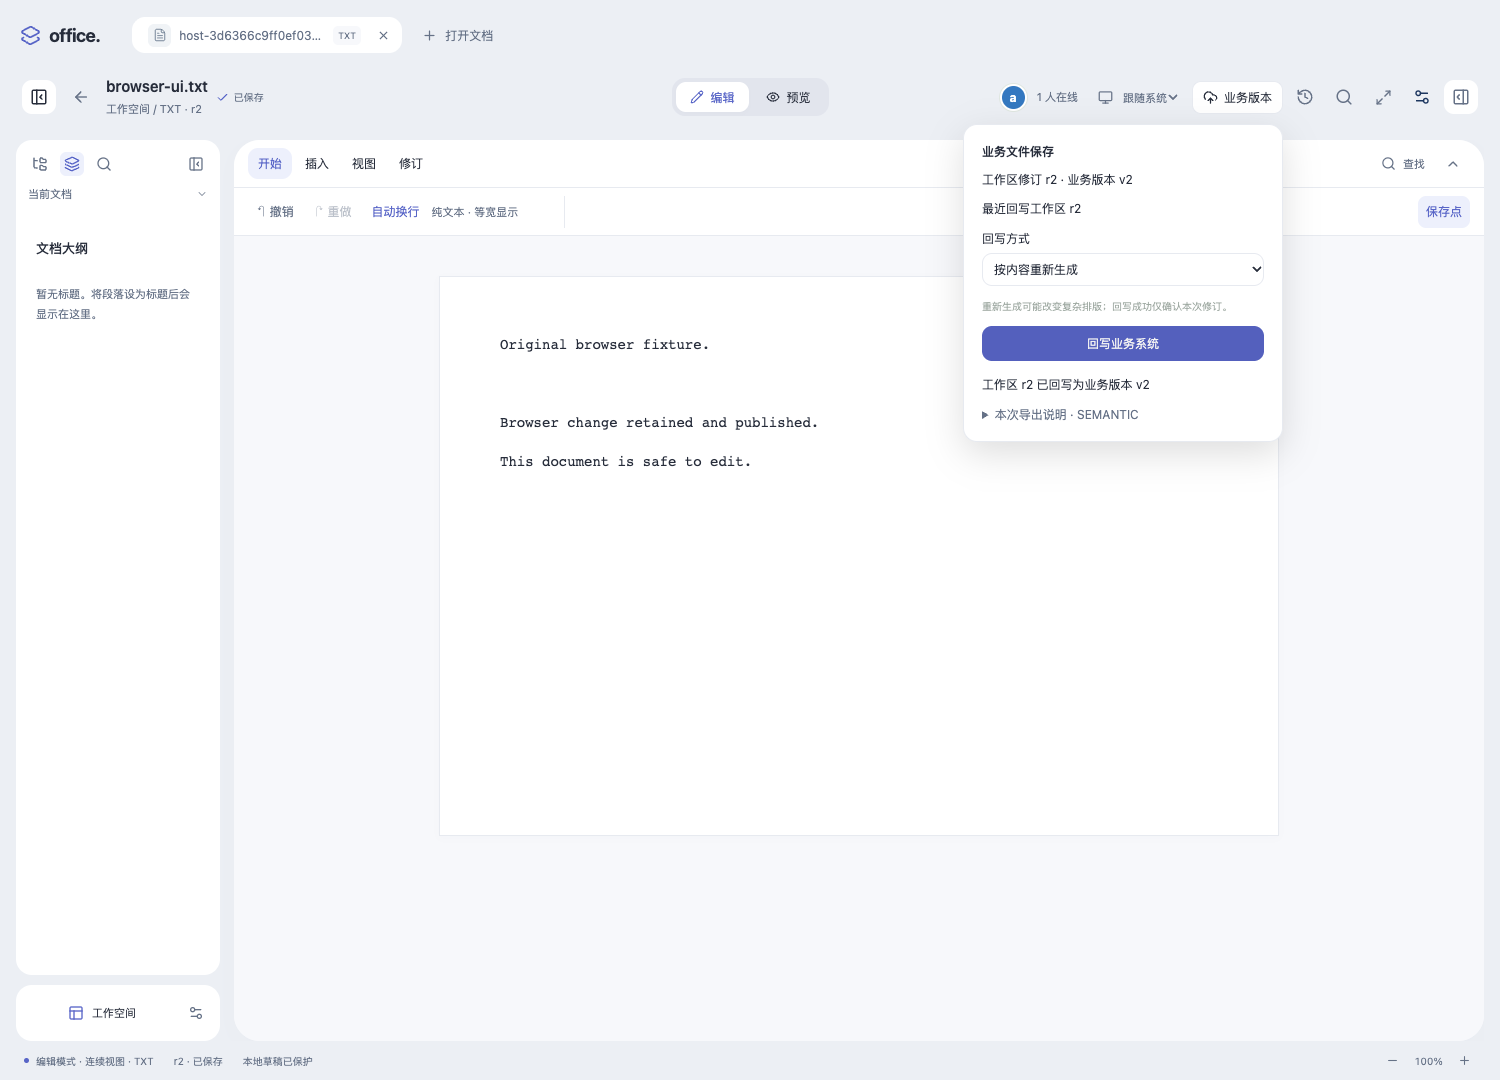 office.
host-3d6366c9ff0ef03...
TXT
打开文档
browser-ui.txt
已保存
工作空间 / TXT · r2
编辑
预览
a
1 人在线
跟随系统
业务版本
当前文档
文档大纲
暂无标题。将段落设为标题后会
显示在这里。
工作空间
开始
插入
视图
修订
查找
撤销
重做
自动换行
纯文本 · 等宽显示
保存点
Original browser fixture.
Browser change retained and published.
This document is safe to edit.
业务文件保存
工作区修订 r2 · 业务版本 v2
最近回写工作区 r2
回写方式
按内容重新生成
重新生成可能改变复杂排版；回写成功仅确认本次修订。
回写业务系统
工作区 r2 已回写为业务版本 v2
本次导出说明 · SEMANTIC
编辑模式 · 连续视图 · TXT
r2 · 已保存
本地草稿已保护
100%